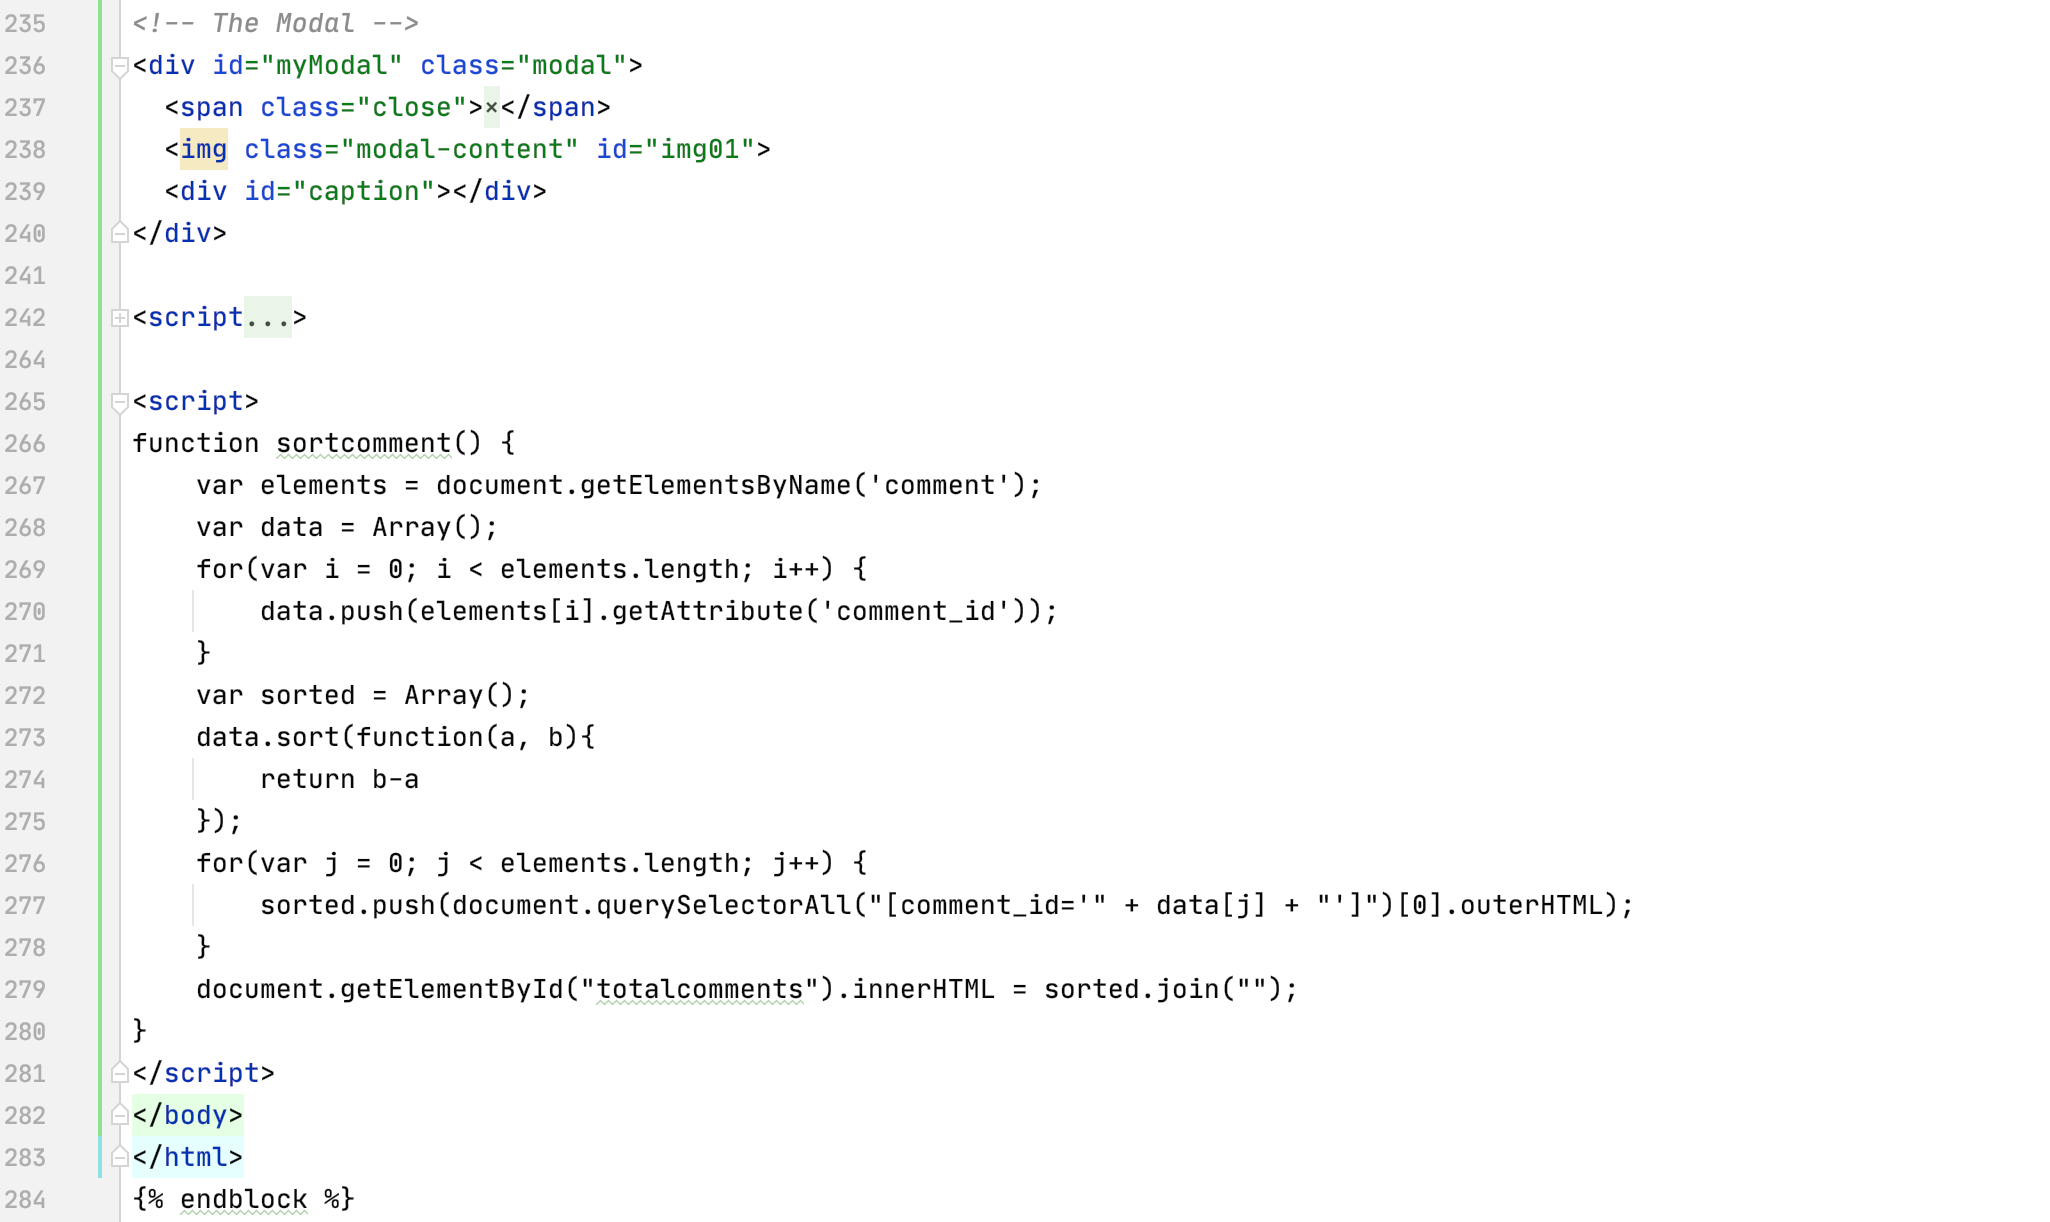 235 <!-- The Modal -->
236 <div id="myModal" class="modal">
237   <span class="close">×</span>
238   <img class="modal-content" id="img01">
239   <div id="caption"></div>
240 </div>
241
242 <script...>
264
265 <script>
266 function sortcomment() {
267     var elements = document.getElementsByName('comment');
268     var data = Array();
269     for(var i = 0; i < elements.length; i++) {
270         data.push(elements[i].getAttribute('comment_id'));
271     }
272     var sorted = Array();
273     data.sort(function(a, b){
274         return b-a
275     });
276     for(var j = 0; j < elements.length; j++) {
277         sorted.push(document.querySelectorAll("[comment_id='" + data[j] + "']")[0].outerHTML);
278     }
279     document.getElementById("totalcomments").innerHTML = sorted.join("");
280 }
281 </script>
282 </body>
283 </html>
284 {% endblock %}